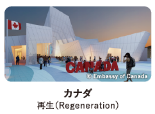 CANADA
© Embassy of Canada
カナダ
再生(Regeneration)